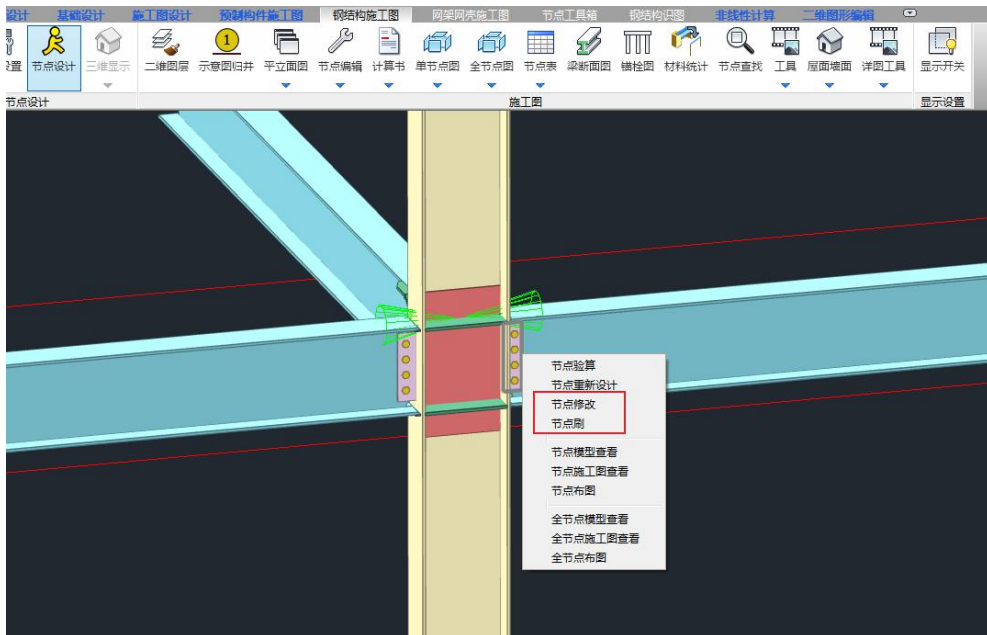 设计 基础设计 施工图设计 预制构件施工图 钢结构施工图 网架网壳施工图 节点工具箱 钢结构识图 非线性计算 二维图形编辑
设置 节点设计 三维显示 二维图层 示意图归并 平立面图 节点编辑 计算书 单节点图 全节点图 节点表 梁断面图 锚栓图 材料统计 节点查找 工具 屋面墙面 详图工具 显示开关
1
节点设计 施工图 显示设置
节点验算
节点重新设计
节点修改
节点刷
节点模型查看
节点施工图查看
节点布图
全节点模型查看
全节点施工图查看
全节点布图